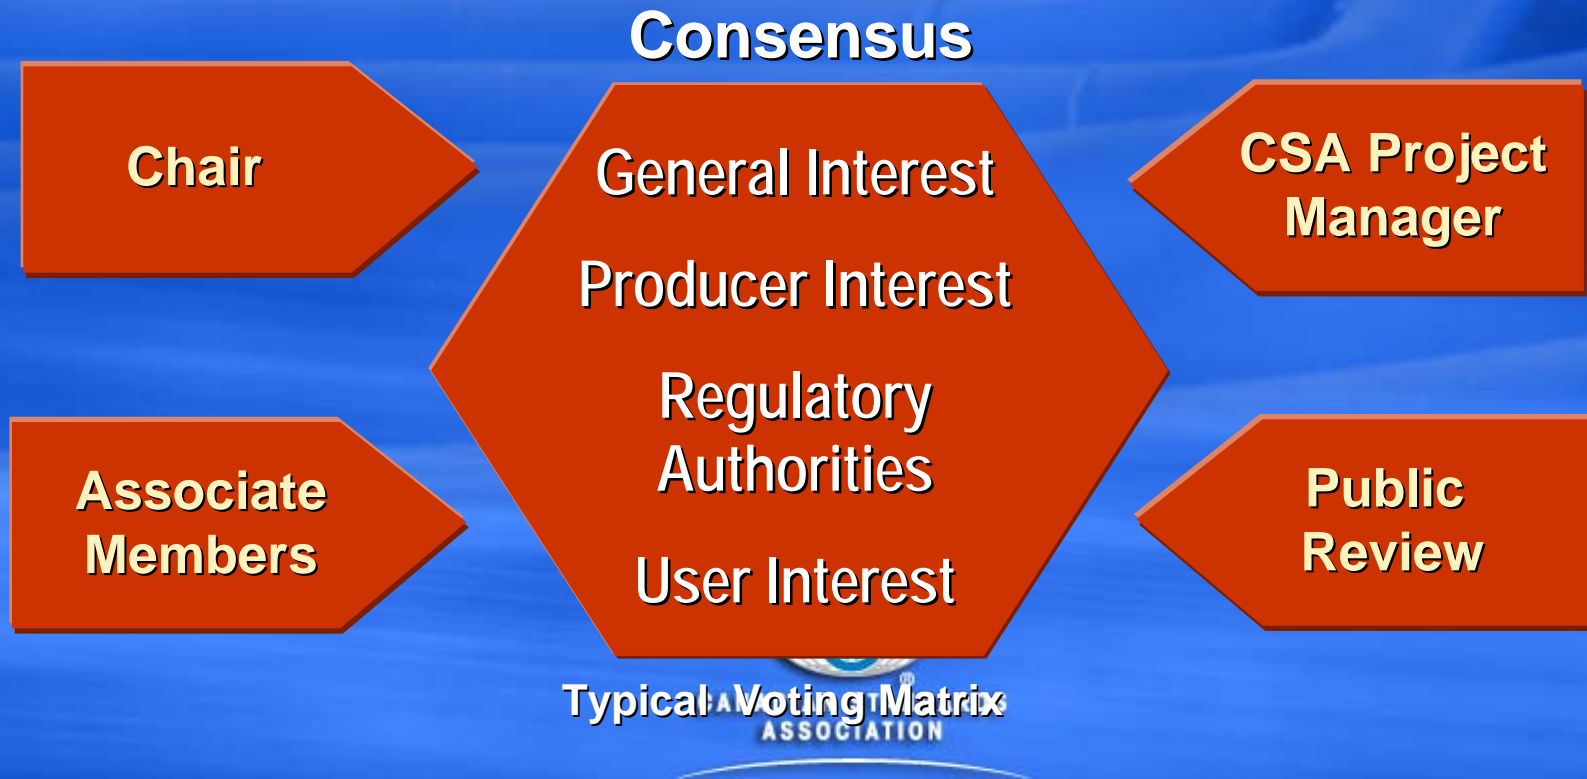 Consensus
Chair
General Interest
Producer Interest
Regulatory
Authorities
User Interest
CSA Project
Manager
Associate
Members
Public
Review
Typical Voting Matrix
ASSOCIATION